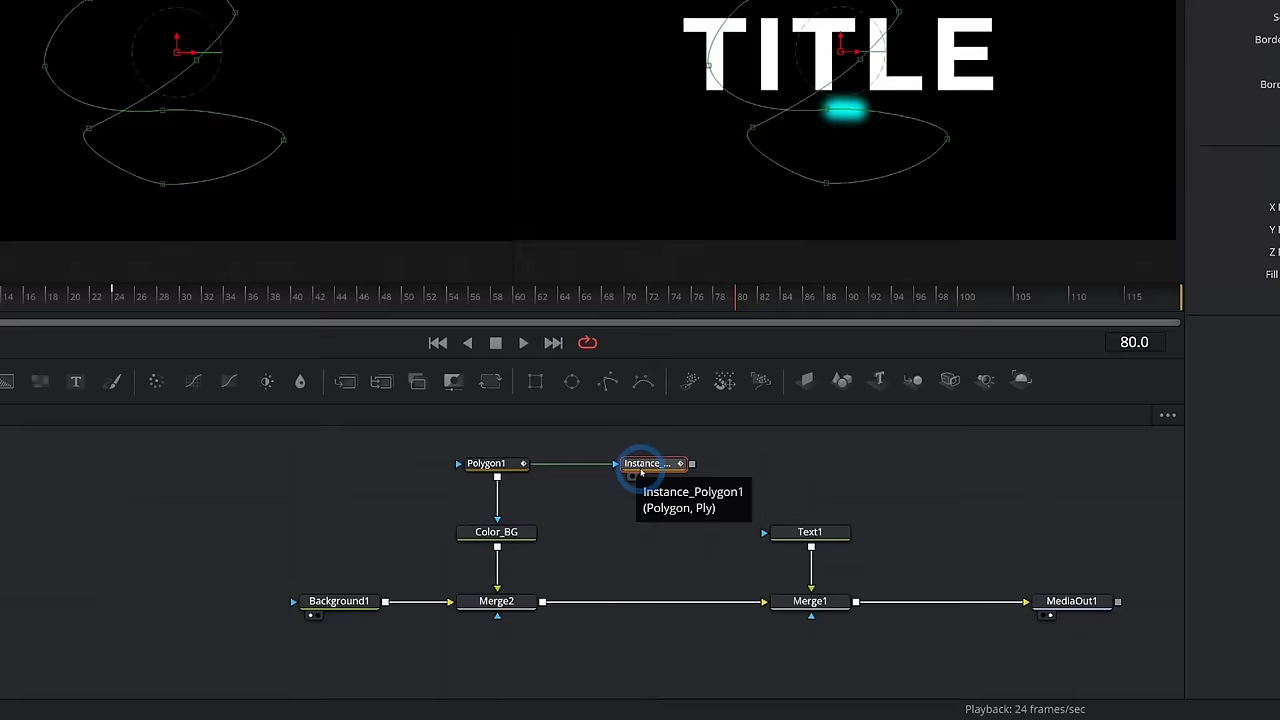 TITLE
S
Borde
Bord
X
Y
Z
Fill
14 16 18 20 22 24 26 28 30 32 34 36 38 40 42 44 46 48 50 52 54 56 58 60 62 64 66 68 70 72 74 76 78 80 82 84 86 88 90 92 94 96 98 100 105 110 115
80.0
T
Polygon1
Instance_...
Instance_Polygon1
(Polygon, Ply)
Color_BG
Text1
Background1
Merge2
Merge1
MediaOut1
Playback: 24 frames/sec